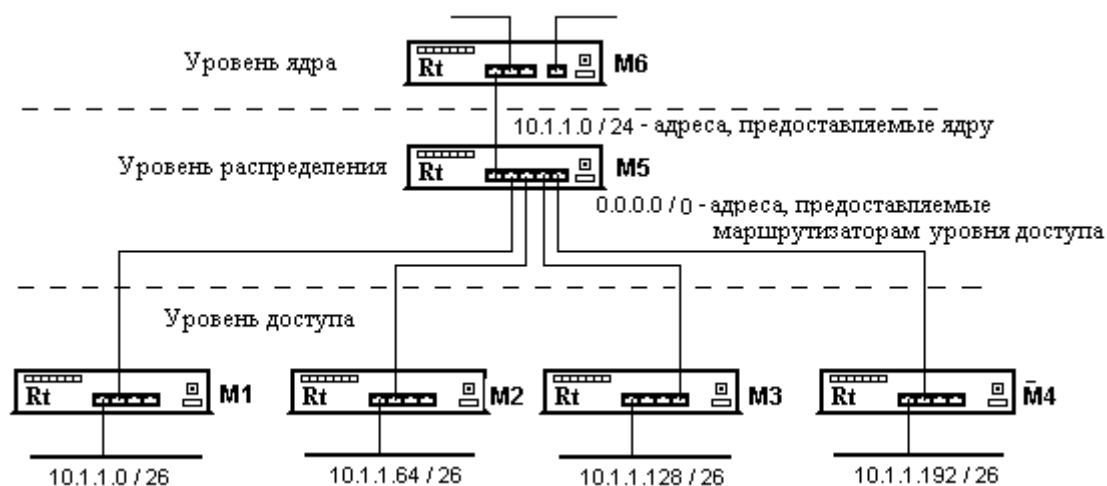 Уровень ядра
Rt
M6
10.1.1.0 / 24 - адреса, предоставляемые ядру
Уровень распределения
Rt
M5
0.0.0.0 / 0 - адреса, предоставляемые
маршрутизаторам уровня доступа
Уровень доступа
Rt
M1
Rt
M2
Rt
M3
Rt
M4
10.1.1.0 / 26
10.1.1.64 / 26
10.1.1.128 / 26
10.1.1.192 / 26